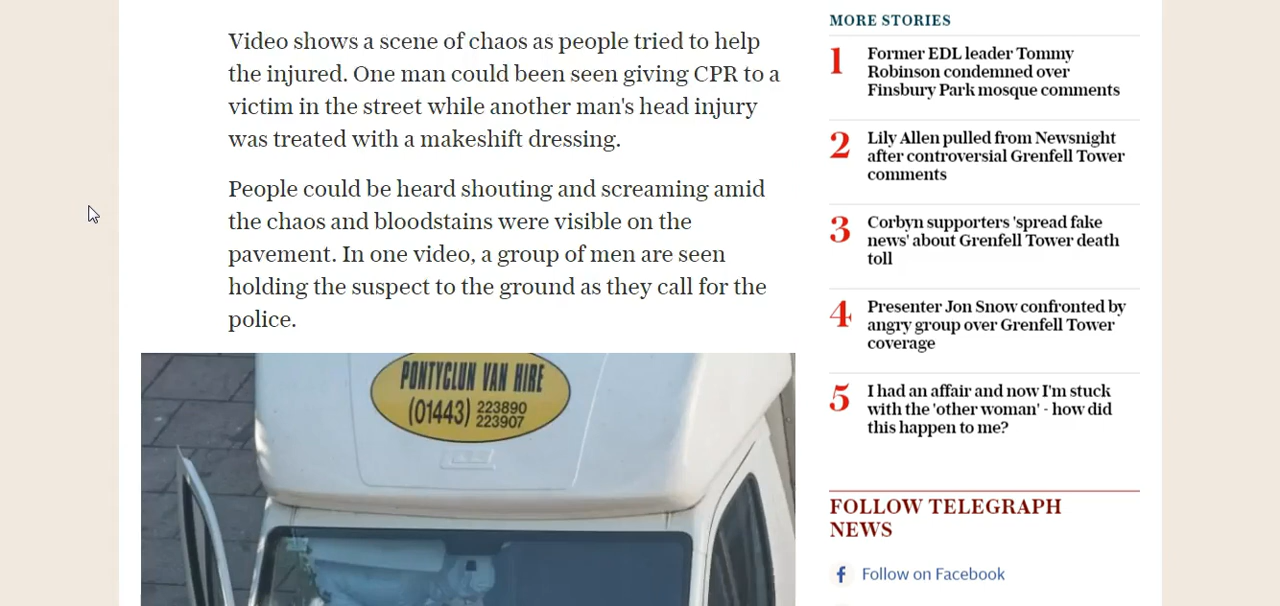 Video shows a scene of chaos as people tried to help
the injured. One man could been seen giving CPR to a
victim in the street while another man's head injury
was treated with a makeshift dressing.
People could be heard shouting and screaming amid
the chaos and bloodstains were visible on the
pavement. In one video, a group of men are seen
holding the suspect to the ground as they call for the
police.
PONTYCLUN VAN HIRE
(01443) 223890
223907
MORE STORIES
1 Former EDL leader Tommy
Robinson condemned over
Finsbury Park mosque comments
2 Lily Allen pulled from Newsnight
after controversial Grenfell Tower
comments
3 Corbyn supporters 'spread fake
news' about Grenfell Tower death
toll
4 Presenter Jon Snow confronted by
angry group over Grenfell Tower
coverage
5 I had an affair and now I'm stuck
with the 'other woman' - how did
this happen to me?
FOLLOW TELEGRAPH
NEWS
Follow on Facebook